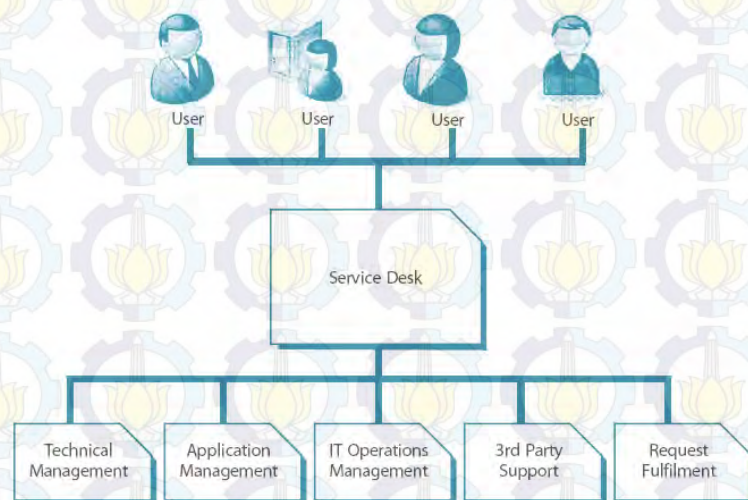 User
User
User
User
Service Desk
Technical
Management
Application
Management
IT Operations
Management
3rd Party
Support
Request
Fulfilment